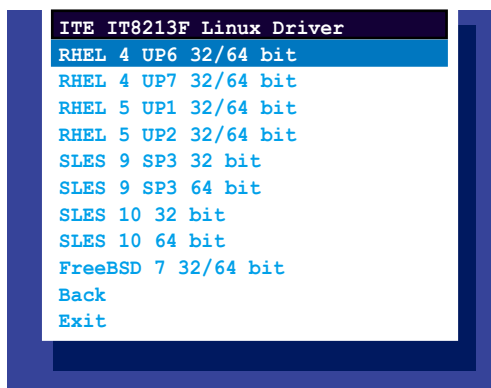 ITE IT8213F Linux Driver
RHEL 4 UP6 32/64 bit
RHEL 4 UP7 32/64 bit
RHEL 5 UP1 32/64 bit
RHEL 5 UP2 32/64 bit
SLES 9 SP3 32 bit
SLES 9 SP3 64 bit
SLES 10 32 bit
SLES 10 64 bit
FreeBSD 7 32/64 bit
Back
Exit